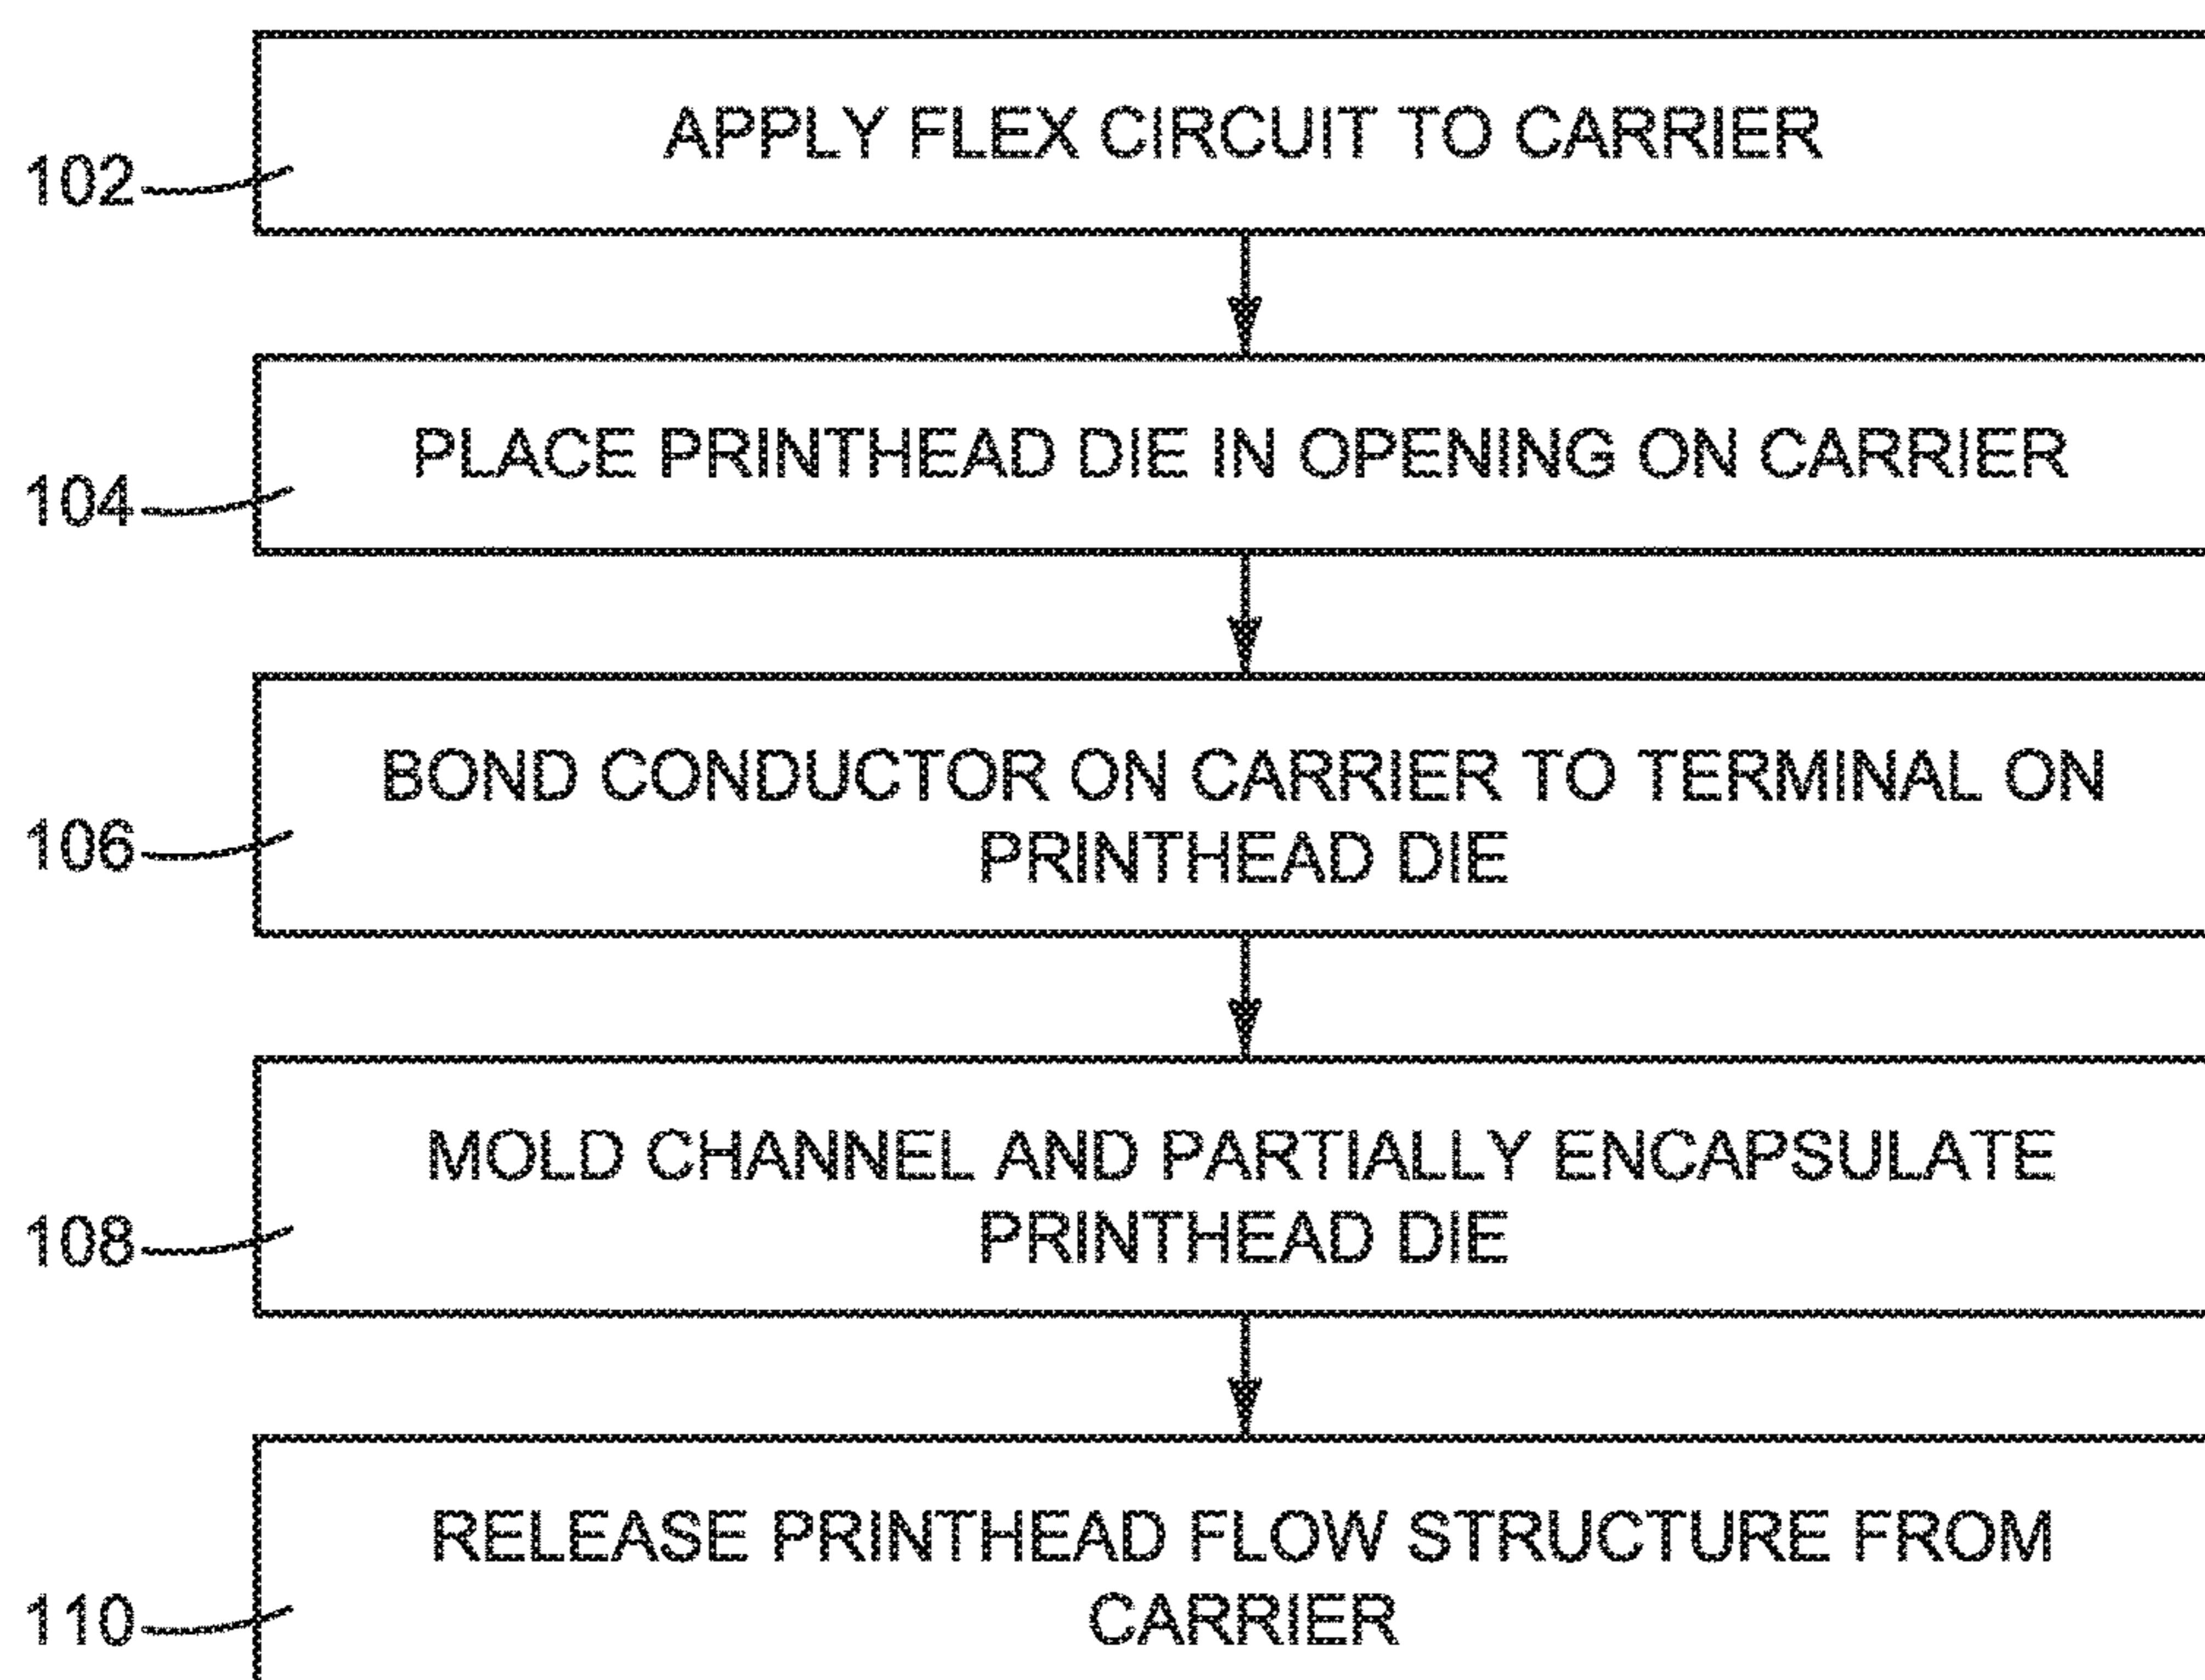 APPLY FLEX CIRCUIT TO CARRIER
102
PLACE PRINTHEAD DIE IN OPENING ON CARRIER
104
BOND CONDUCTOR ON CARRIER TO TERMINAL ON
PRINTHEAD DIE
106
MOLD CHANNEL AND PARTIALLY ENCAPSULATE
PRINTHEAD DIE
108
RELEASE PRINTHEAD FLOW STRUCTURE FROM
CARRIER
110